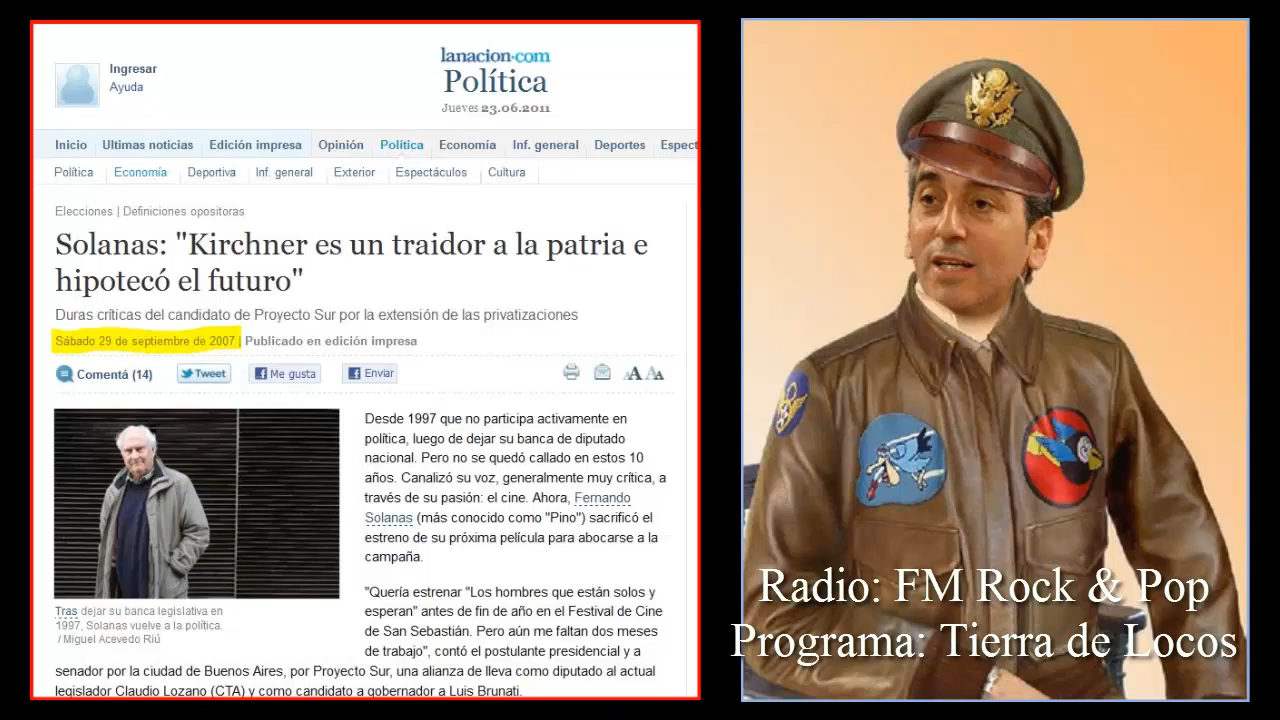 Ingresar
Ayuda
lanacion.com
Política
Jueves 23.06.2011
Inicio Ultimas noticias Edición impresa Opinión Política Economía Inf. general Deportes Espect
Política Economía Deportiva Inf. general Exterior Espectáculos Cultura
Elecciones | Definiciones opositoras
Solanas: "Kirchner es un traidor a la patria e
hipotecó el futuro"
Duras críticas del candidato de Proyecto Sur por la extensión de las privatizaciones
Sábado 29 de septiembre de 2007 | Publicado en edición impresa
Comentá (14) Tweet Me gusta Enviar
A A
Desde 1997 que no participa activamente en
política, luego de dejar su banca de diputado
nacional. Pero no se quedó callado en estos 10
años. Canalizó su voz, generalmente muy crítica, a
través de su pasión: el cine. Ahora, Fernando
Solanas (más conocido como "Pino") sacrificó el
estreno de su próxima película para abocarse a la
campaña.
Tras dejar su banca legislativa en
1997, Solanas vuelve a la política.
/ Miguel Acevedo Riú
"Quería estrenar "Los hombres que están solos y
esperan" antes de fin de año en el Festival de Cine
de San Sebastián. Pero aún me faltan dos meses
de trabajo", contó el postulante presidencial y a
senador por la ciudad de Buenos Aires, por Proyecto Sur, una alianza de lleva como diputado al actual
legislador Claudio Lozano (CTA) y como candidato a gobernador a Luis Brunati.
Radio: FM Rock & Pop
Programa: Tierra de Locos